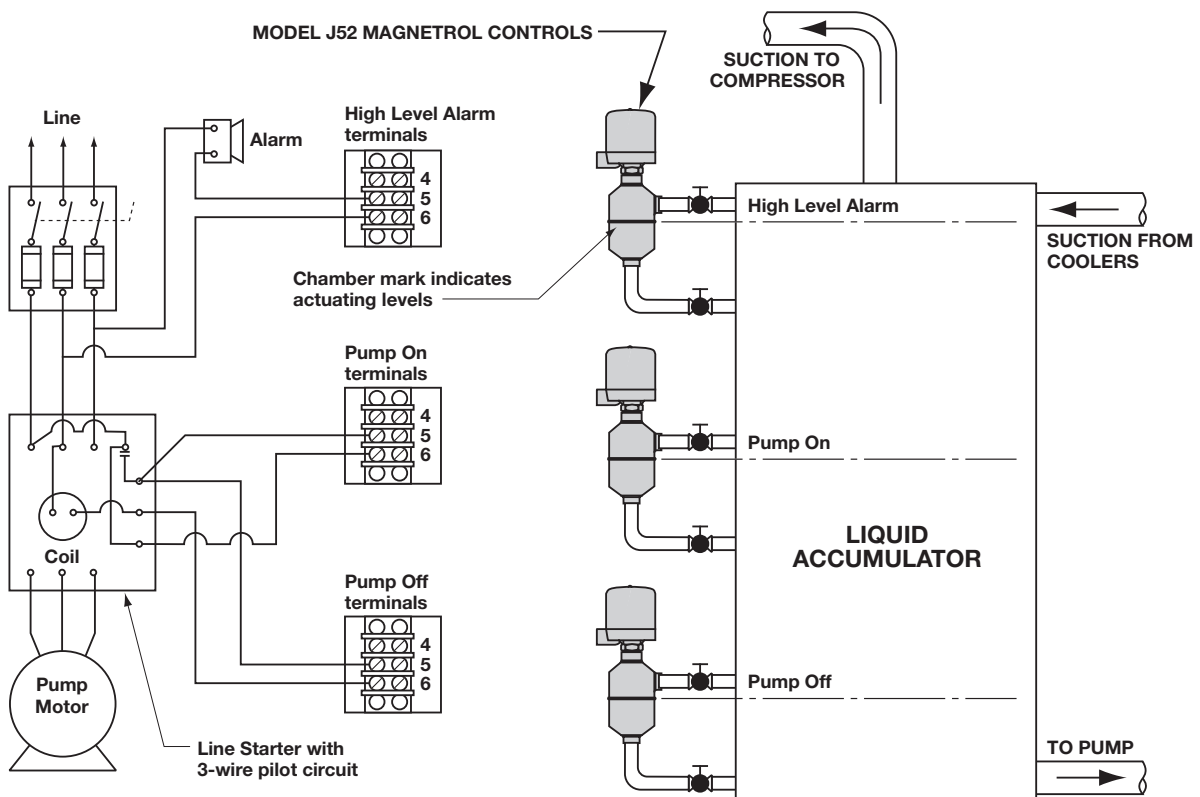 MODEL J52 MAGNETROL CONTROLS
SUCTION TO
COMPRESSOR
Line
Alarm
High Level Alarm
terminals
4
5
6
High Level Alarm
SUCTION FROM
COOLERS
Chamber mark indicates
actuating levels
Pump On
terminals
4
5
6
Pump On
Coil
LIQUID
ACCUMULATOR
Pump Off
terminals
4
5
6
Pump Off
Pump
Motor
Line Starter with
3-wire pilot circuit
TO PUMP